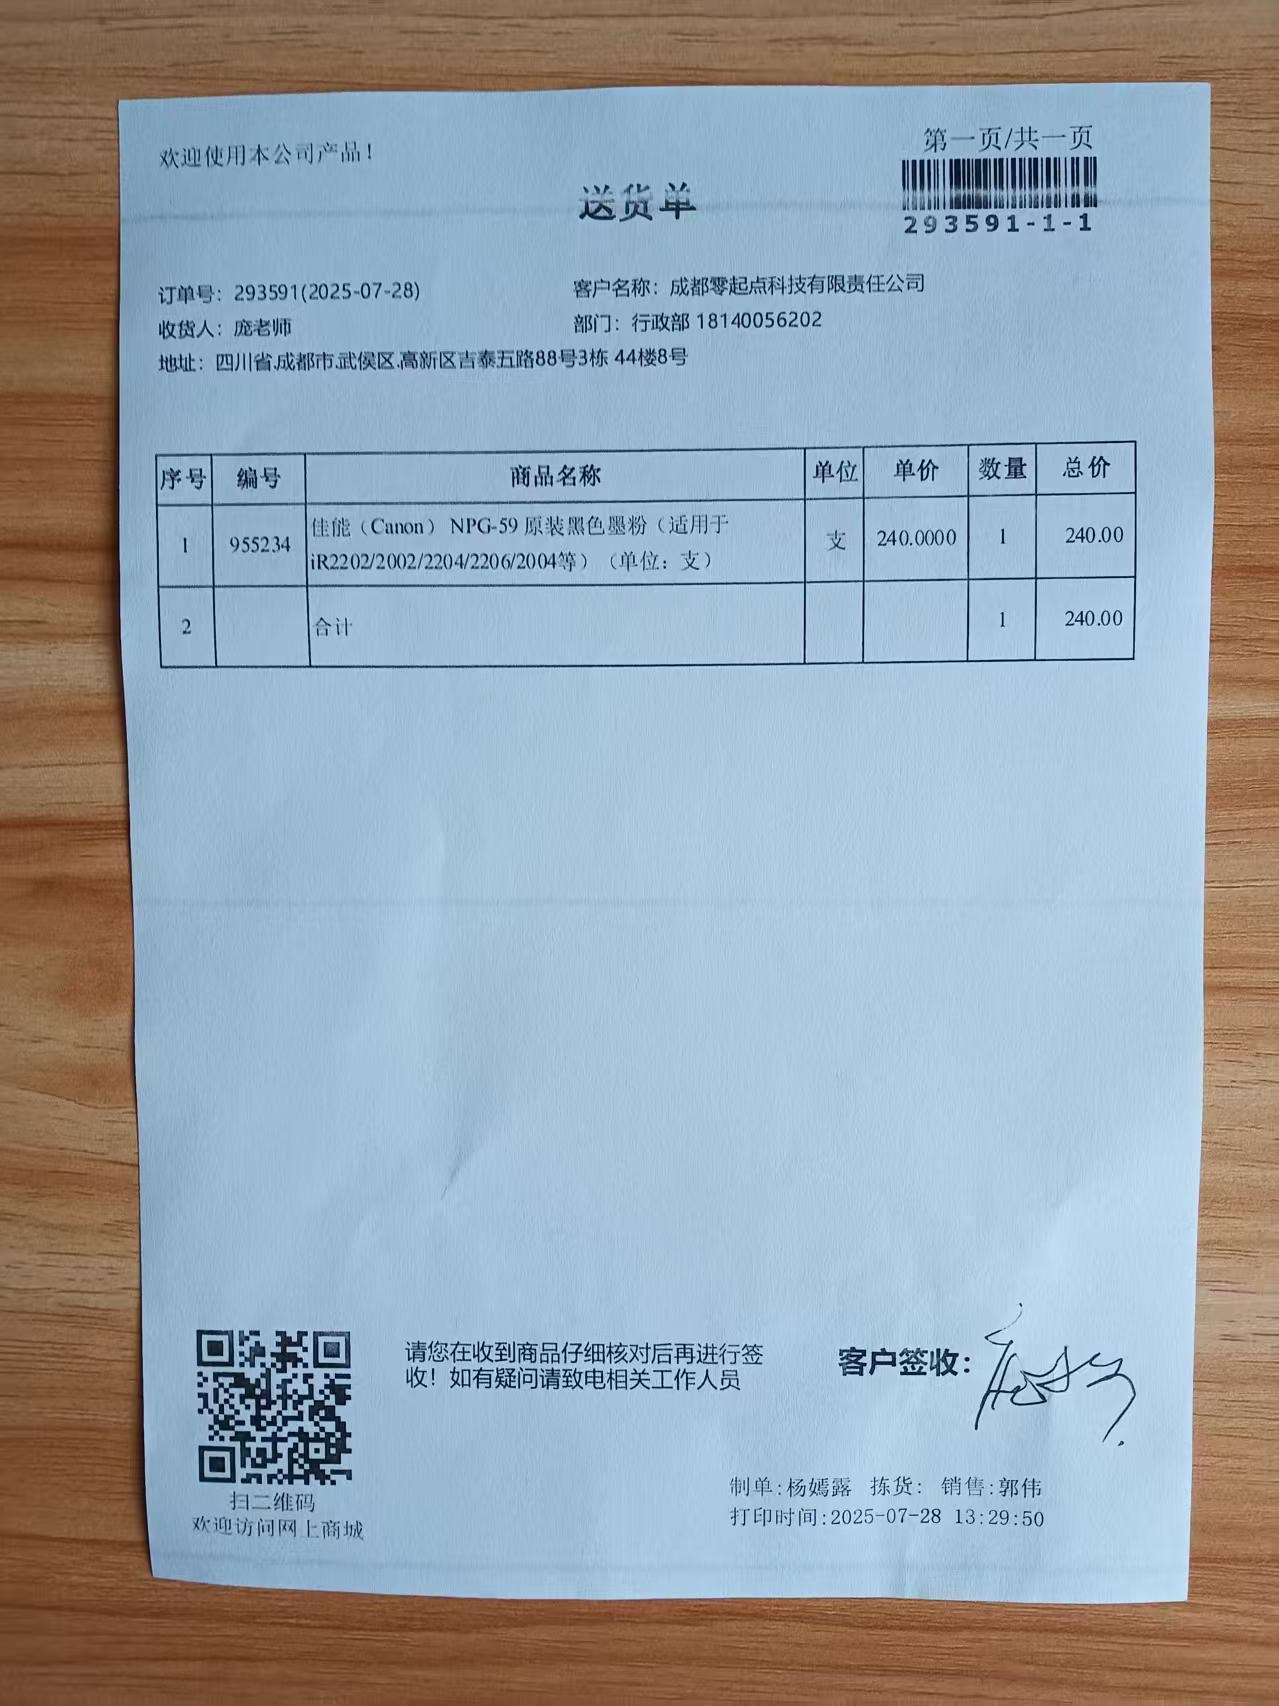 欢迎使用本公司产品！
第一页/共一页
293591-1-1
送货单
订单号：293591(2025-07-28)
客户名称：成都零起点科技有限责任公司
收货人：庞老师
部门：行政部 18140056202
地址：四川省.成都市.武侯区.高新区吉泰五路88号3栋 44楼8号
序号 编号 商品名称 单位 单价 数量 总价
1 955234 佳能（Canon） NPG-59 原装黑色墨粉（适用于 支 240.0000 1 240.00
iR2202/2002/2204/2206/2004等）（单位：支）
2 合计 1 240.00
请您在收到商品仔细核对后再进行签
收！如有疑问请致电相关工作人员
客户签收：
扫二维码
欢迎访问网上商城
制单:杨嫣露 拣货: 销售:郭伟
打印时间:2025-07-28 13:29:50